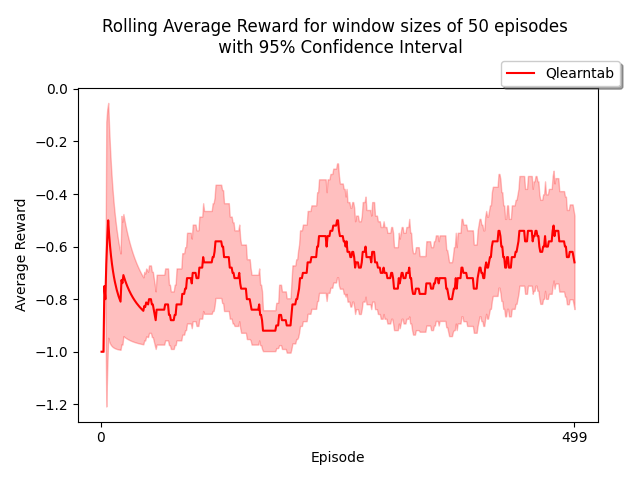 Rolling Average Reward for window sizes of 50 episodes
with 95% Confidence Interval
Qlearntab
0.0
−0.2
−0.4
−0.6
−0.8
−1.0
−1.2
Average Reward
0
499
Episode